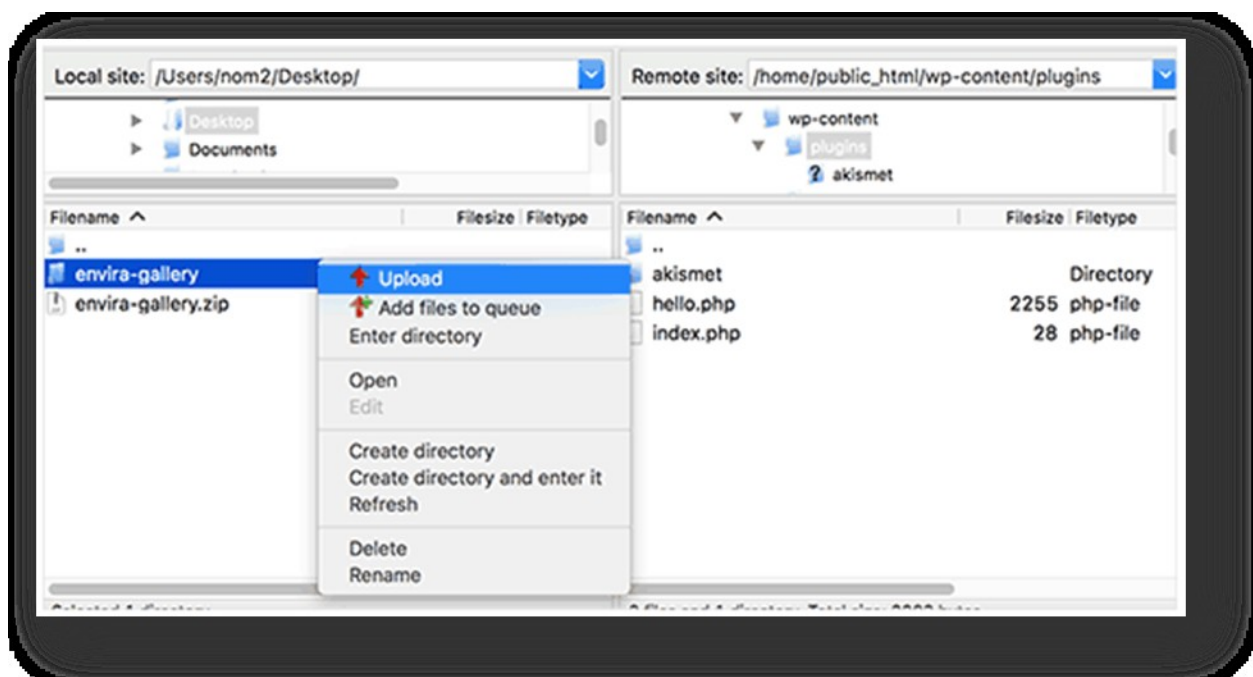 Local site: /Users/nom2/Desktop/
Desktop
Documents
Filename Filesize Filetype
..
envira-gallery
envira-gallery.zip
Upload
Add files to queue
Enter directory
Open
Edit
Create directory
Create directory and enter it
Refresh
Delete
Rename
Remote site: /home/public_html/wp-content/plugins
wp-content
plugins
akismet
Filename Filesize Filetype
..
akismet Directory
hello.php 2255 php-file
index.php 28 php-file